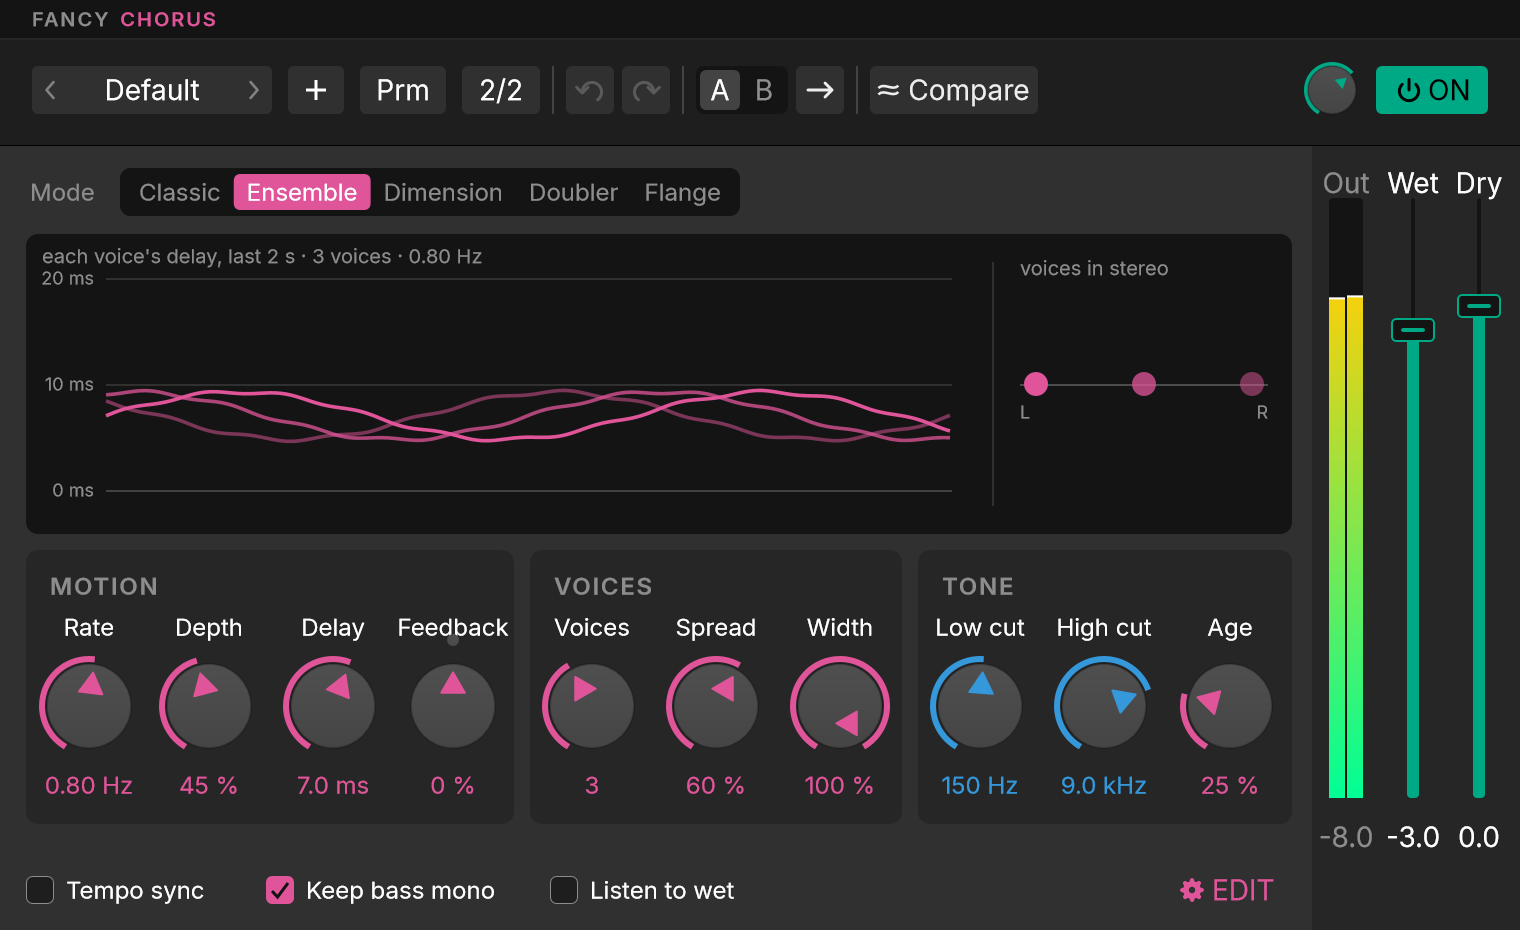 FANCY CHORUS
Default + Prm 2/2 A B → ≈ Compare ON
Mode Classic Ensemble Dimension Doubler Flange
Out Wet Dry
each voice's delay, last 2 s · 3 voices · 0.80 Hz
20 ms
10 ms
0 ms
voices in stereo
L R
MOTION
Rate Depth Delay Feedback
0.80 Hz 45 % 7.0 ms 0 %
VOICES
Voices Spread Width
3 60 % 100 %
TONE
Low cut High cut Age
150 Hz 9.0 kHz 25 %
-8.0 -3.0 0.0
Tempo sync Keep bass mono Listen to wet EDIT